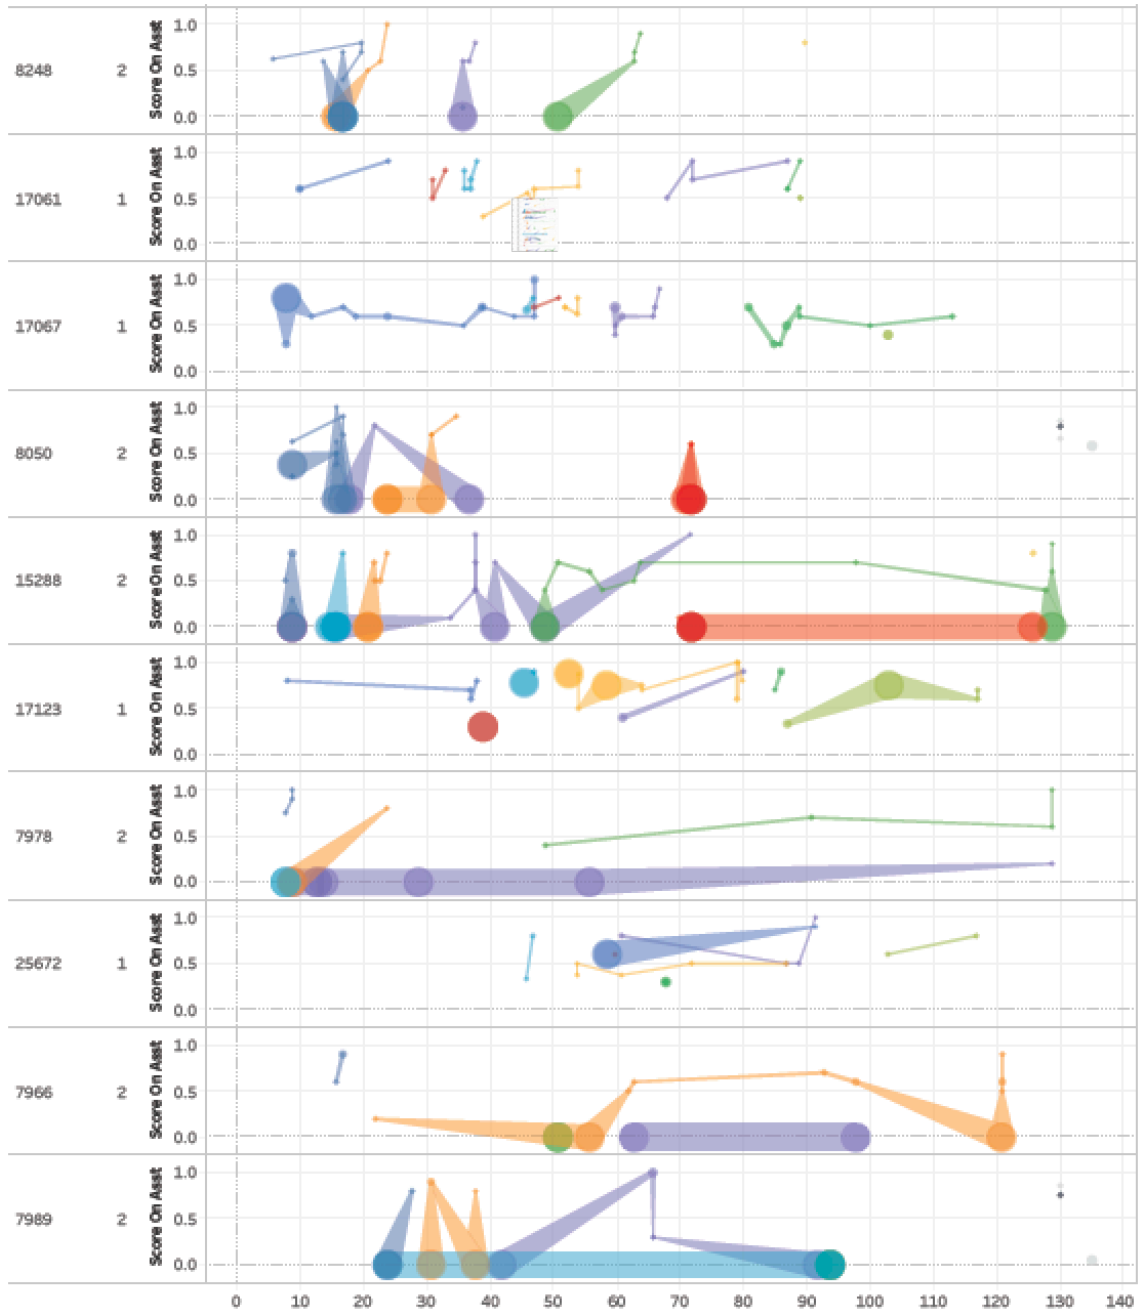 8248 2 Score On Asst 1.0 0.5 0.0
17061 1 Score On Asst 1.0 0.5 0.0
17067 1 Score On Asst 1.0 0.5 0.0
8050 2 Score On Asst 1.0 0.5 0.0
15288 2 Score On Asst 1.0 0.5 0.0
17123 1 Score On Asst 1.0 0.5 0.0
7978 2 Score On Asst 1.0 0.5 0.0
25672 1 Score On Asst 1.0 0.5 0.0
7966 2 Score On Asst 1.0 0.5 0.0
7989 2 Score On Asst 1.0 0.5 0.0
0 10 20 30 40 50 60 70 80 90 100 110 120 130 140